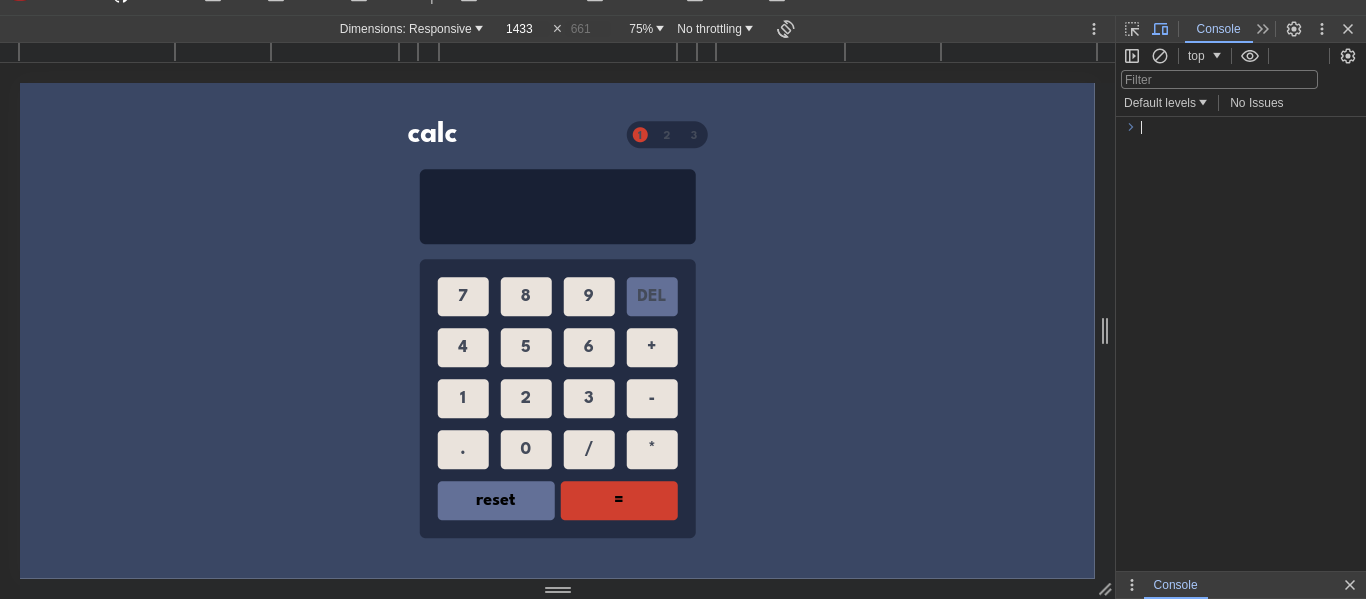 Dimensions: Responsive 1433 × 661 75% No throttling
Console
top
Filter
Default levels No Issues
calc
1 2 3
7 8 9 DEL
4 5 6 +
1 2 3 -
. 0 / *
reset =
Console